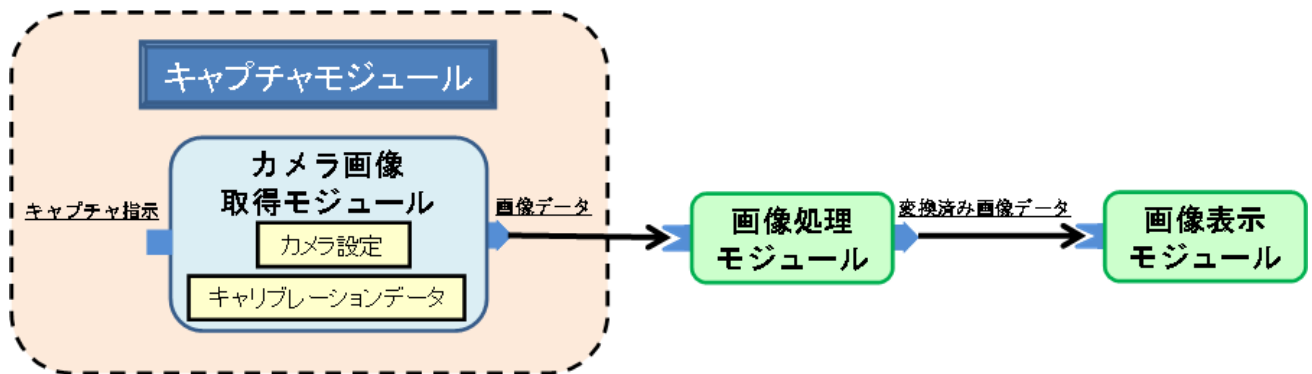 キャプチャモジュール
カメラ画像
取得モジュール
キャプチャ指示
画像データ
カメラ設定
キャリブレーションデータ
画像処理
モジュール
変換済み画像データ
画像表示
モジュール